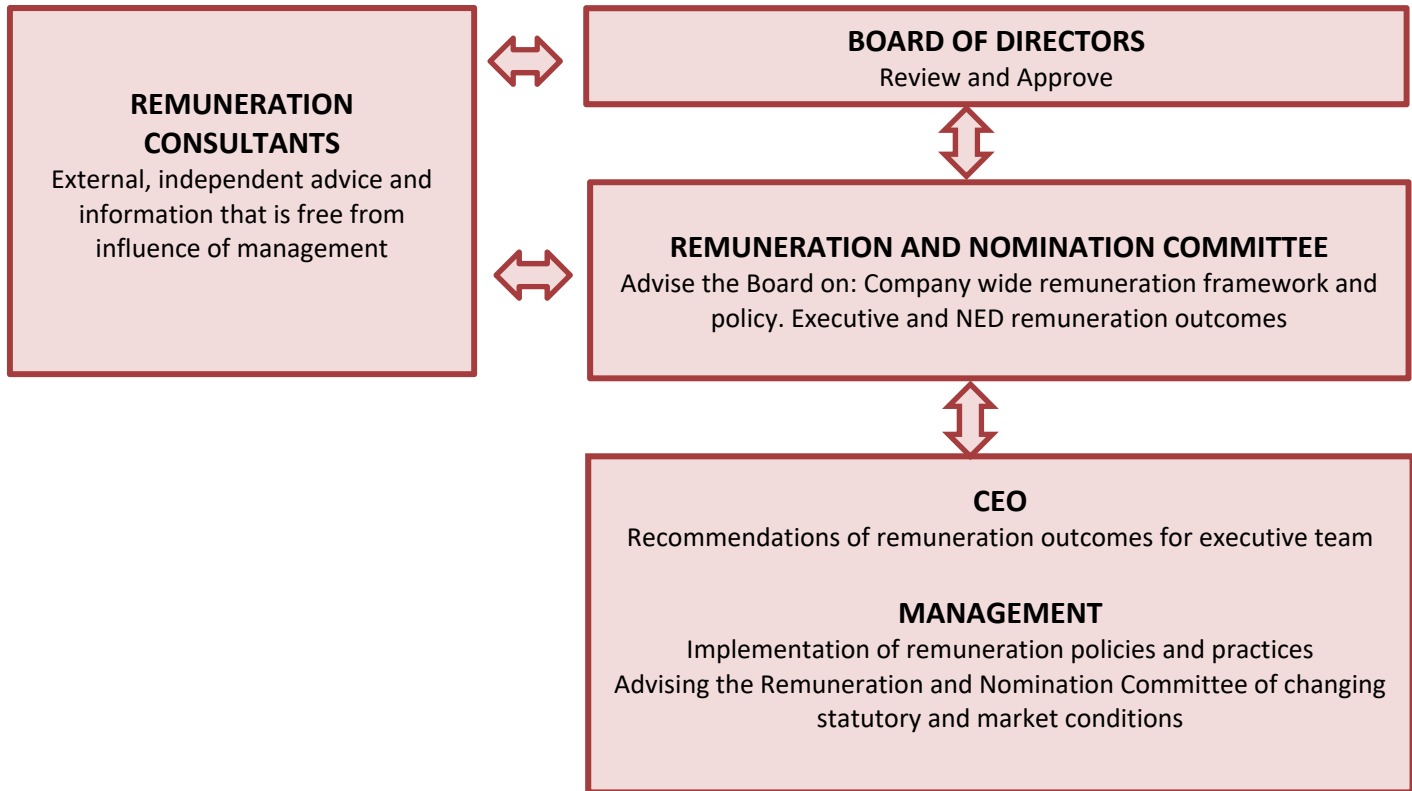 REMUNERATION
CONSULTANTS
External, independent advice and
information that is free from
influence of management
BOARD OF DIRECTORS
Review and Approve
REMUNERATION AND NOMINATION COMMITTEE
Advise the Board on: Company wide remuneration framework and
policy. Executive and NED remuneration outcomes
CEO
Recommendations of remuneration outcomes for executive team
MANAGEMENT
Implementation of remuneration policies and practices
Advising the Remuneration and Nomination Committee of changing
statutory and market conditions